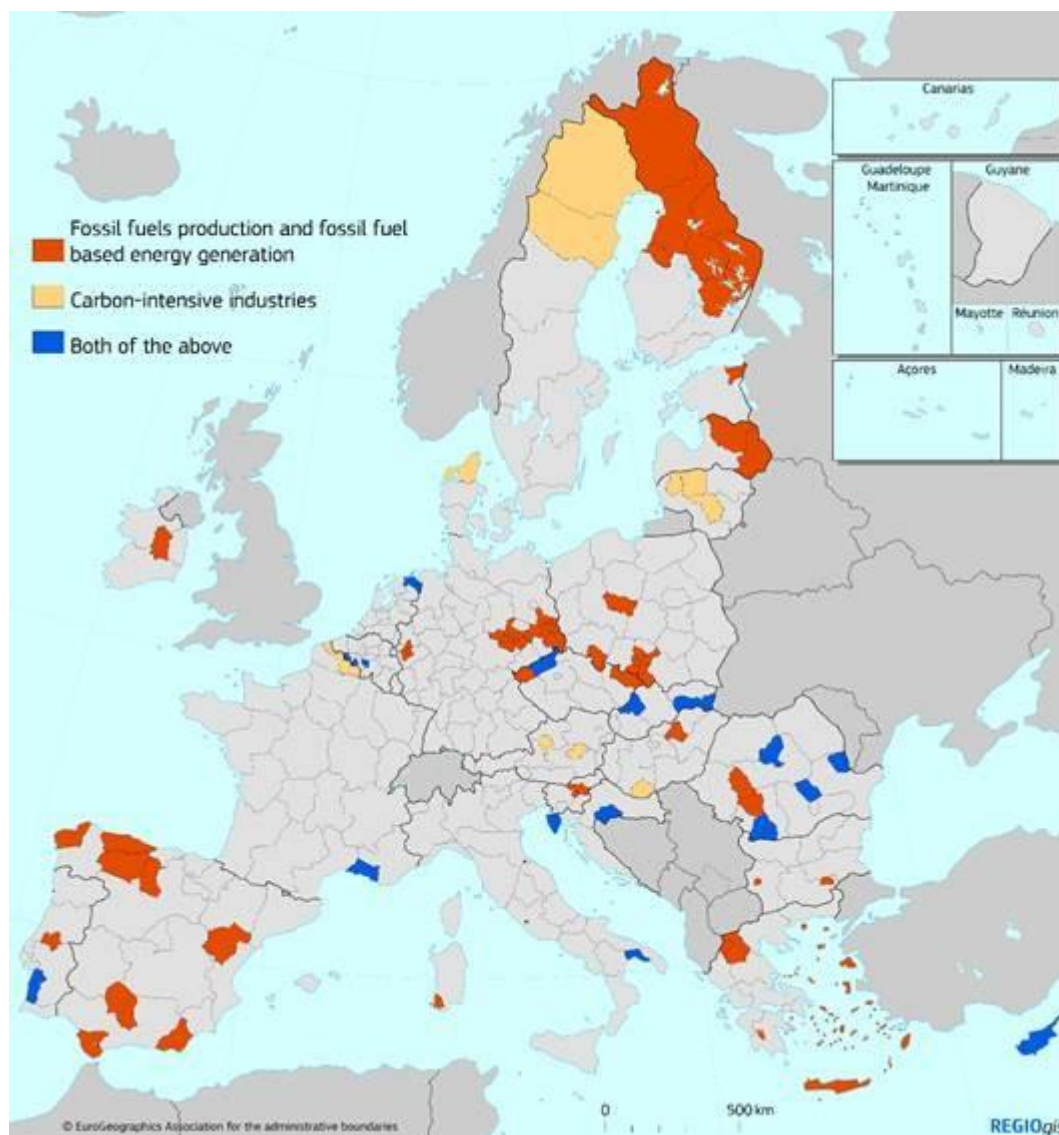 Canarias
Guadeloupe
Martinique
Guyane
Mayotte
Réunion
Açores
Madeira
Fossil fuels production and fossil fuel
based energy generation
Carbon-intensive industries
Both of the above
0
500 km
© EuroGeographics Association for the administrative boundaries
REGIOgis